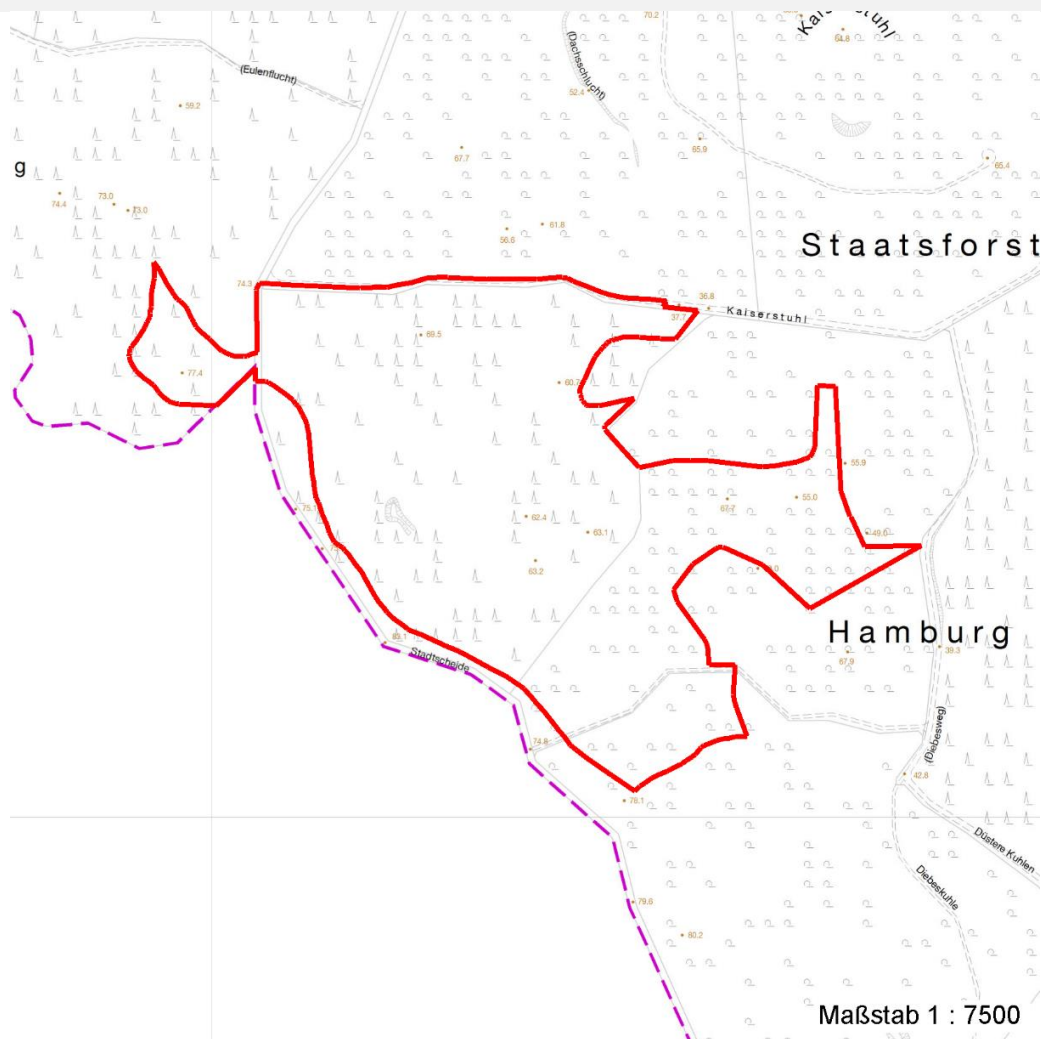 70.2
Kaiserstuhl
64.8
(Eulenflucht)
(Dachsschlucht)
52.4
59.2
67.7
65.9
65.4
g
74.4
73.0
73.0
56.6
61.8
Staatsforst
74.3
37.7
36.8
Kaiserstuhl
69.5
77.4
55.9
67.7
55.0
75.1
62.4
63.1
49.0
63.2
Hamburg
83.1
Stadtscheide
67.9
39.3
(Diebesweg)
74.8
42.8
78.1
Düstere Kuhlen
Diebeskuhle
79.6
80.2
Maßstab 1 : 7500